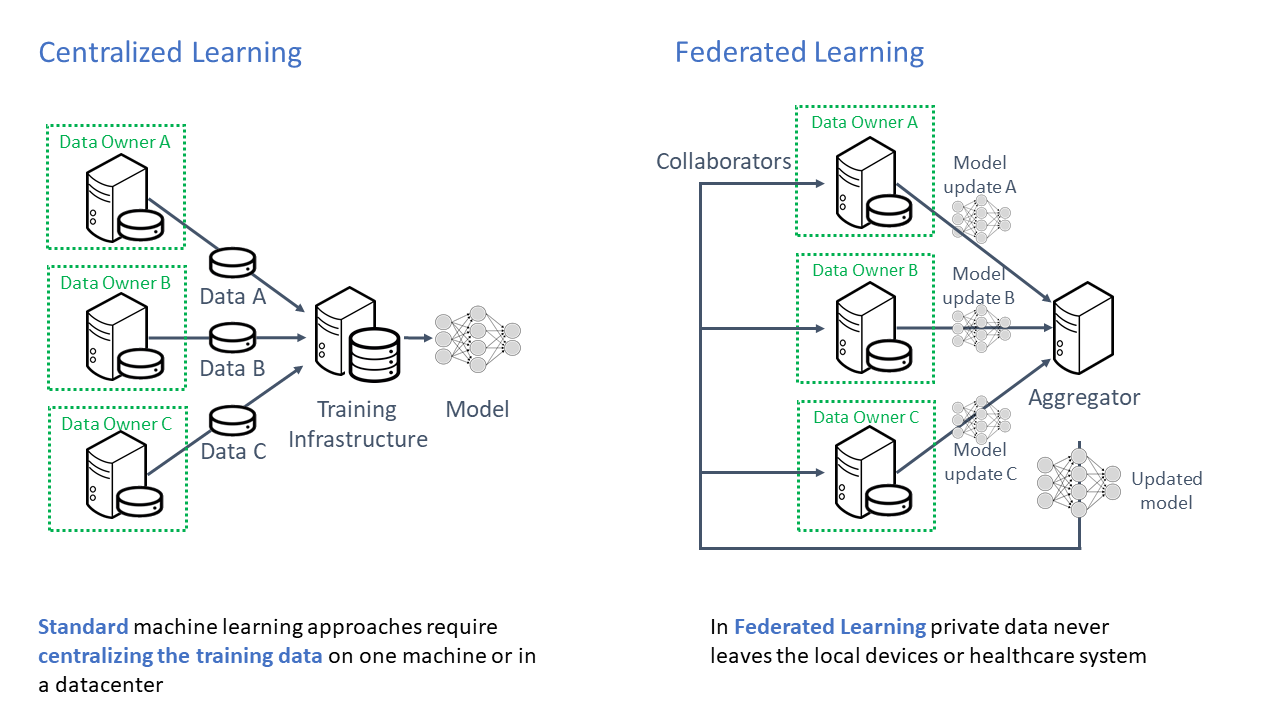 Centralized Learning
Data Owner A
Data Owner B
Data Owner C
Data A
Data B
Data C
Training
Infrastructure
Model
Standard machine learning approaches require
centralizing the training data on one machine or in
a datacenter
Federated Learning
Collaborators
Data Owner A
Model
update A
Data Owner B
Model
update B
Data Owner C
Model
update C
Aggregator
Updated
model
In Federated Learning private data never
leaves the local devices or healthcare system